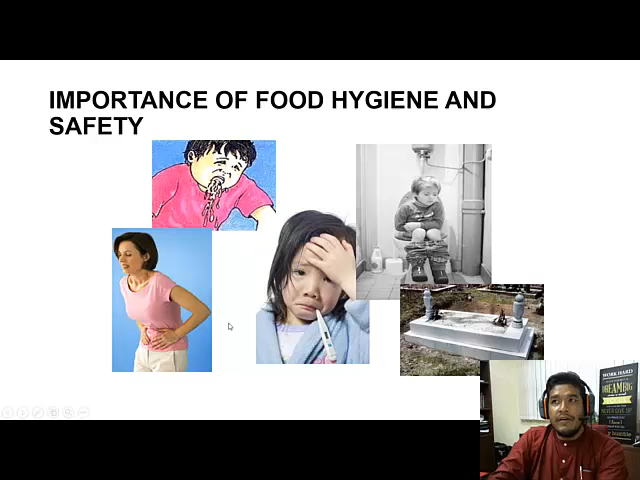 IMPORTANCE OF FOOD HYGIENE AND
SAFETY
WORK HARD
DREAM BIG
NEVER GIVE UP